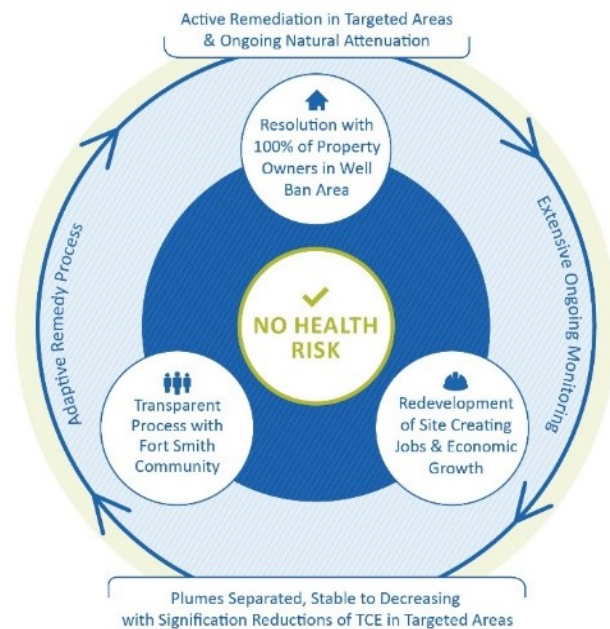 Active Remediation in Targeted Areas
& Ongoing Natural Attenuation
Resolution with
100% of Property
Owners in Well
Ban Area
Adaptive Remedy Process
Extensive Ongoing Monitoring
NO HEALTH
RISK
Transparent
Process with
Fort Smith
Community
Redevelopment
of Site Creating
Jobs & Economic
Growth
Plumes Separated, Stable to Decreasing
with Signification Reductions of TCE in Targeted Areas